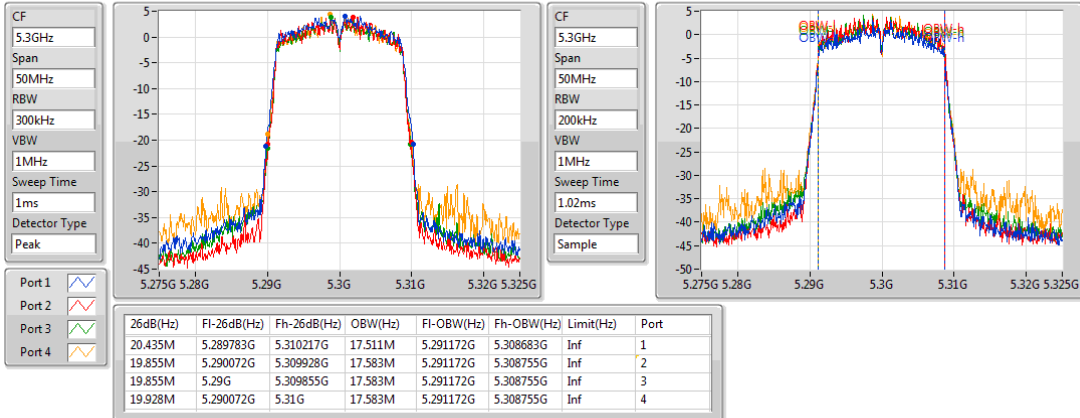 CF
5.3GHz
Span
50MHz
RBW
300kHz
VBW
1MHz
Sweep Time
1ms
Detector Type
Peak
5
0
-5
-10
-15
-20
-25
-30
-35
-40
-45
5.275G 5.28G 5.29G 5.3G 5.31G 5.32G 5.325G
CF
5.3GHz
Span
50MHz
RBW
200kHz
VBW
1MHz
Sweep Time
1.02ms
Detector Type
Sample
5
0
-5
-10
-15
-20
-25
-30
-35
-40
-45
-50
5.275G 5.28G 5.29G 5.3G 5.31G 5.32G 5.325G
Port 1
Port 2
Port 3
Port 4
26dB(Hz) Fl-26dB(Hz) Fh-26dB(Hz) OBW(Hz) Fl-OBW(Hz) Fh-OBW(Hz) Limit(Hz) Port
20.435M 5.289783G 5.310217G 17.511M 5.291172G 5.308683G Inf 1
19.855M 5.290072G 5.309928G 17.583M 5.291172G 5.308755G Inf 2
19.855M 5.29G 5.309855G 17.583M 5.291172G 5.308755G Inf 3
19.928M 5.290072G 5.31G 17.583M 5.291172G 5.308755G Inf 4